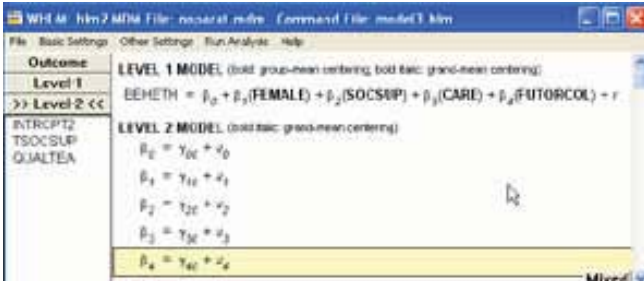 WHLM: hlm2 MDM File: noparat.mdm Command File: model3.hlm
File Basic Settings Other Settings Run Analysis Help
Outcome
Level-1
>> Level-2 <<
INTRCPT2
TSOCSUP
QUALTEA
LEVEL 1 MODEL (bold: group-mean centering; bold italic: grand-mean centering)
BEHETH = β₀ + β₁(FEMALE) + β₂(SOCSUP) + β₃(CARE) + β₄(FUTORCOL) + r
LEVEL 2 MODEL (bold italic: grand-mean centering)
β₀ = γ₀₀ + u₀
β₁ = γ₁₀ + u₁
β₂ = γ₂₀ + u₂
β₃ = γ₃₀ + u₃
β₄ = γ₄₀ + u₄
Mixed